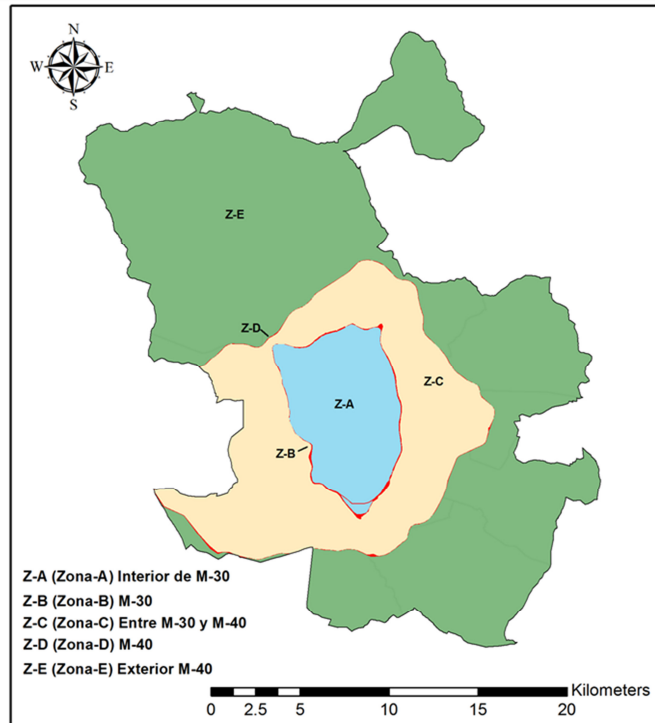 N
W E
S
Z-E
Z-D
Z-C
Z-A
Z-B
Z-A (Zona-A) Interior de M-30
Z-B (Zona-B) M-30
Z-C (Zona-C) Entre M-30 y M-40
Z-D (Zona-D) M-40
Z-E (Zona-E) Exterior M-40
Kilometers
0 2.5 5 10 15 20